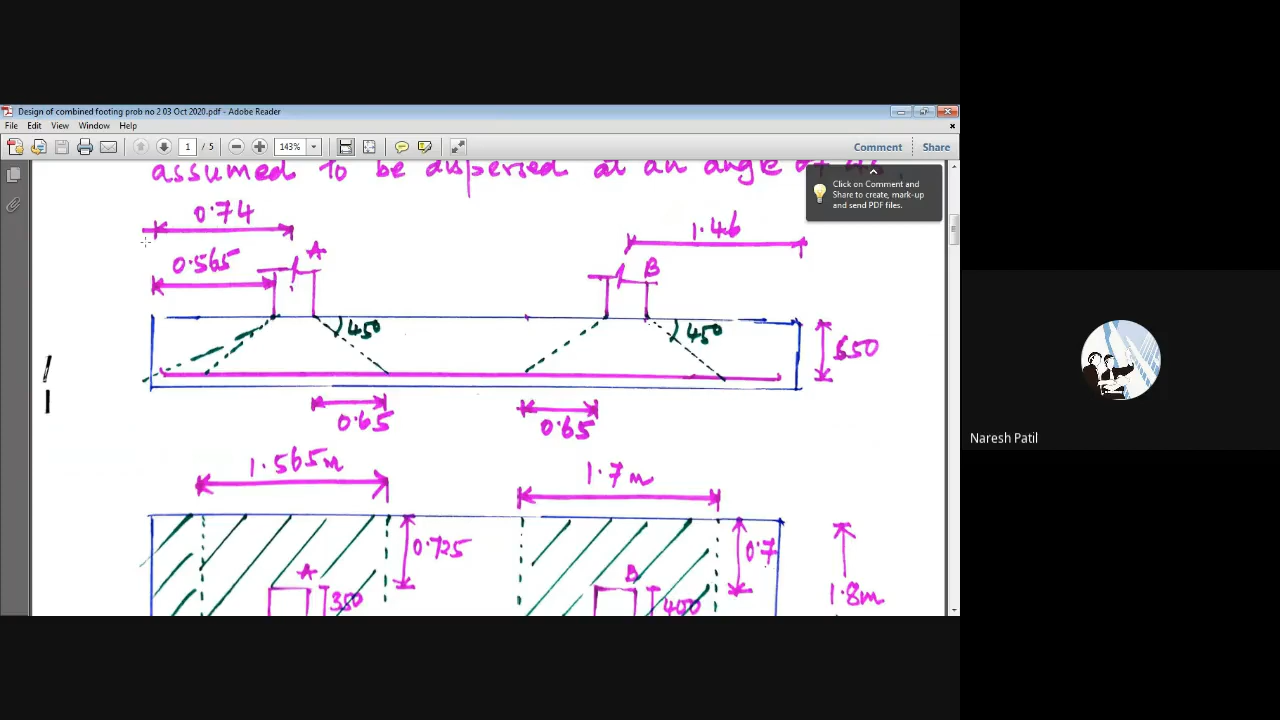 Design of combined footing prob no 2 03 Oct 2020.pdf - Adobe Reader
File Edit View Window Help
1 / 5 143% Comment Share
assumed to be dispersed at an angle of
Click on Comment and
Share to create, mark-up
and send PDF files.
0.74
1.46
0.565 A B
450 450 550
0.65 0.65
1.565m 1.7m
0.725 0.7
A B
350 400 1.8m
Naresh Patil